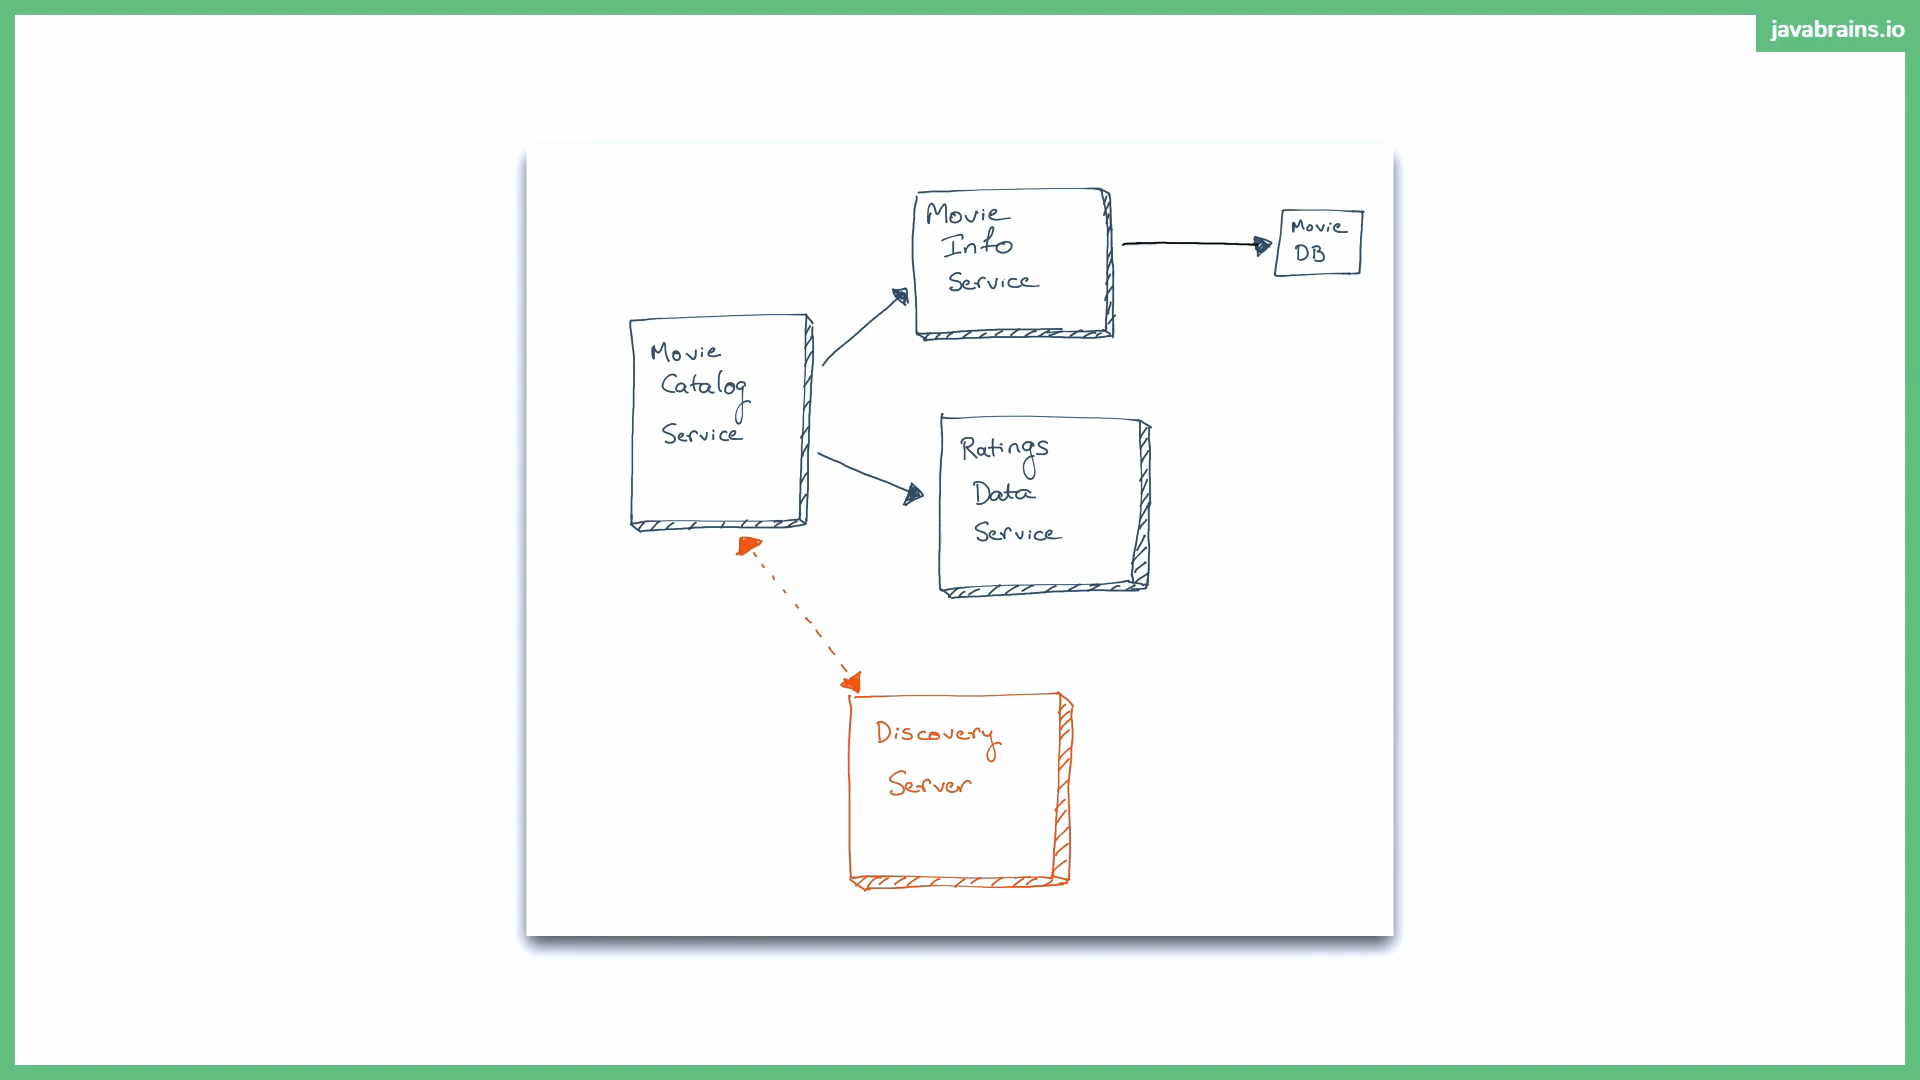 javabrains.io
Movie
Info
Service
Movie
DB
Movie
Catalog
Service
Ratings
Data
Service
Discovery
Server